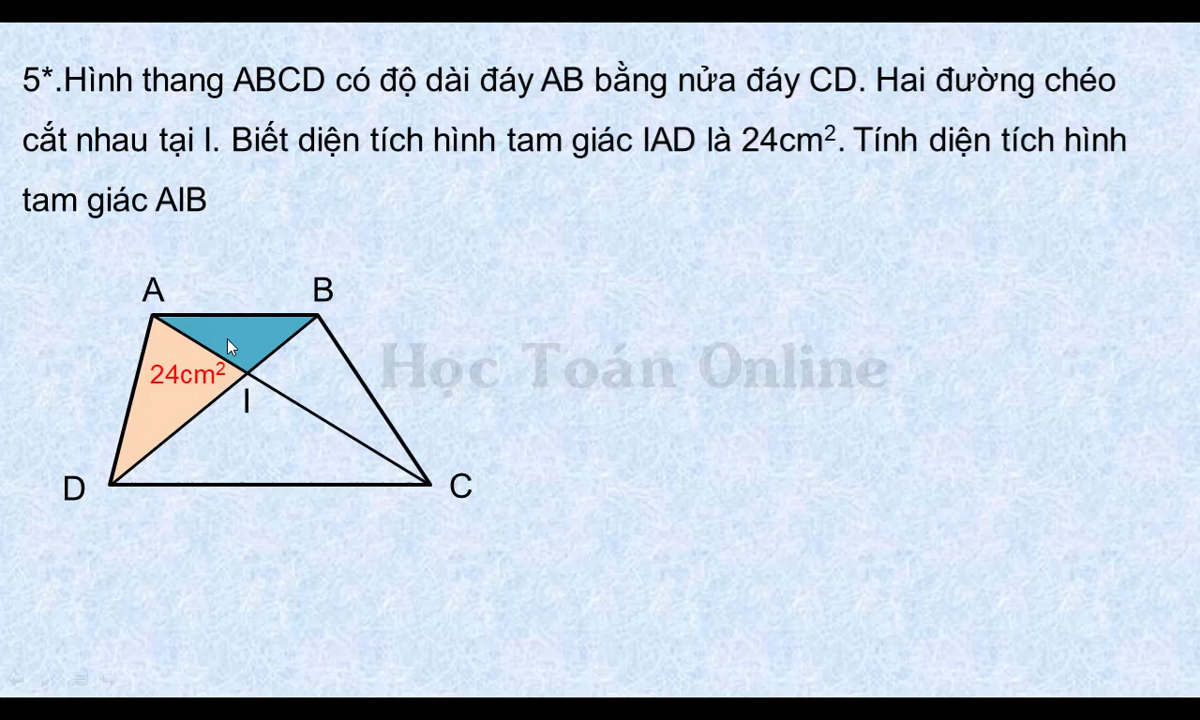 5*.Hình thang ABCD có độ dài đáy AB bằng nửa đáy CD. Hai đường chéo
cắt nhau tại I. Biết diện tích hình tam giác IAD là 24cm². Tính diện tích hình
tam giác AIB
A B
Học Toán Online
24cm²
I
D C